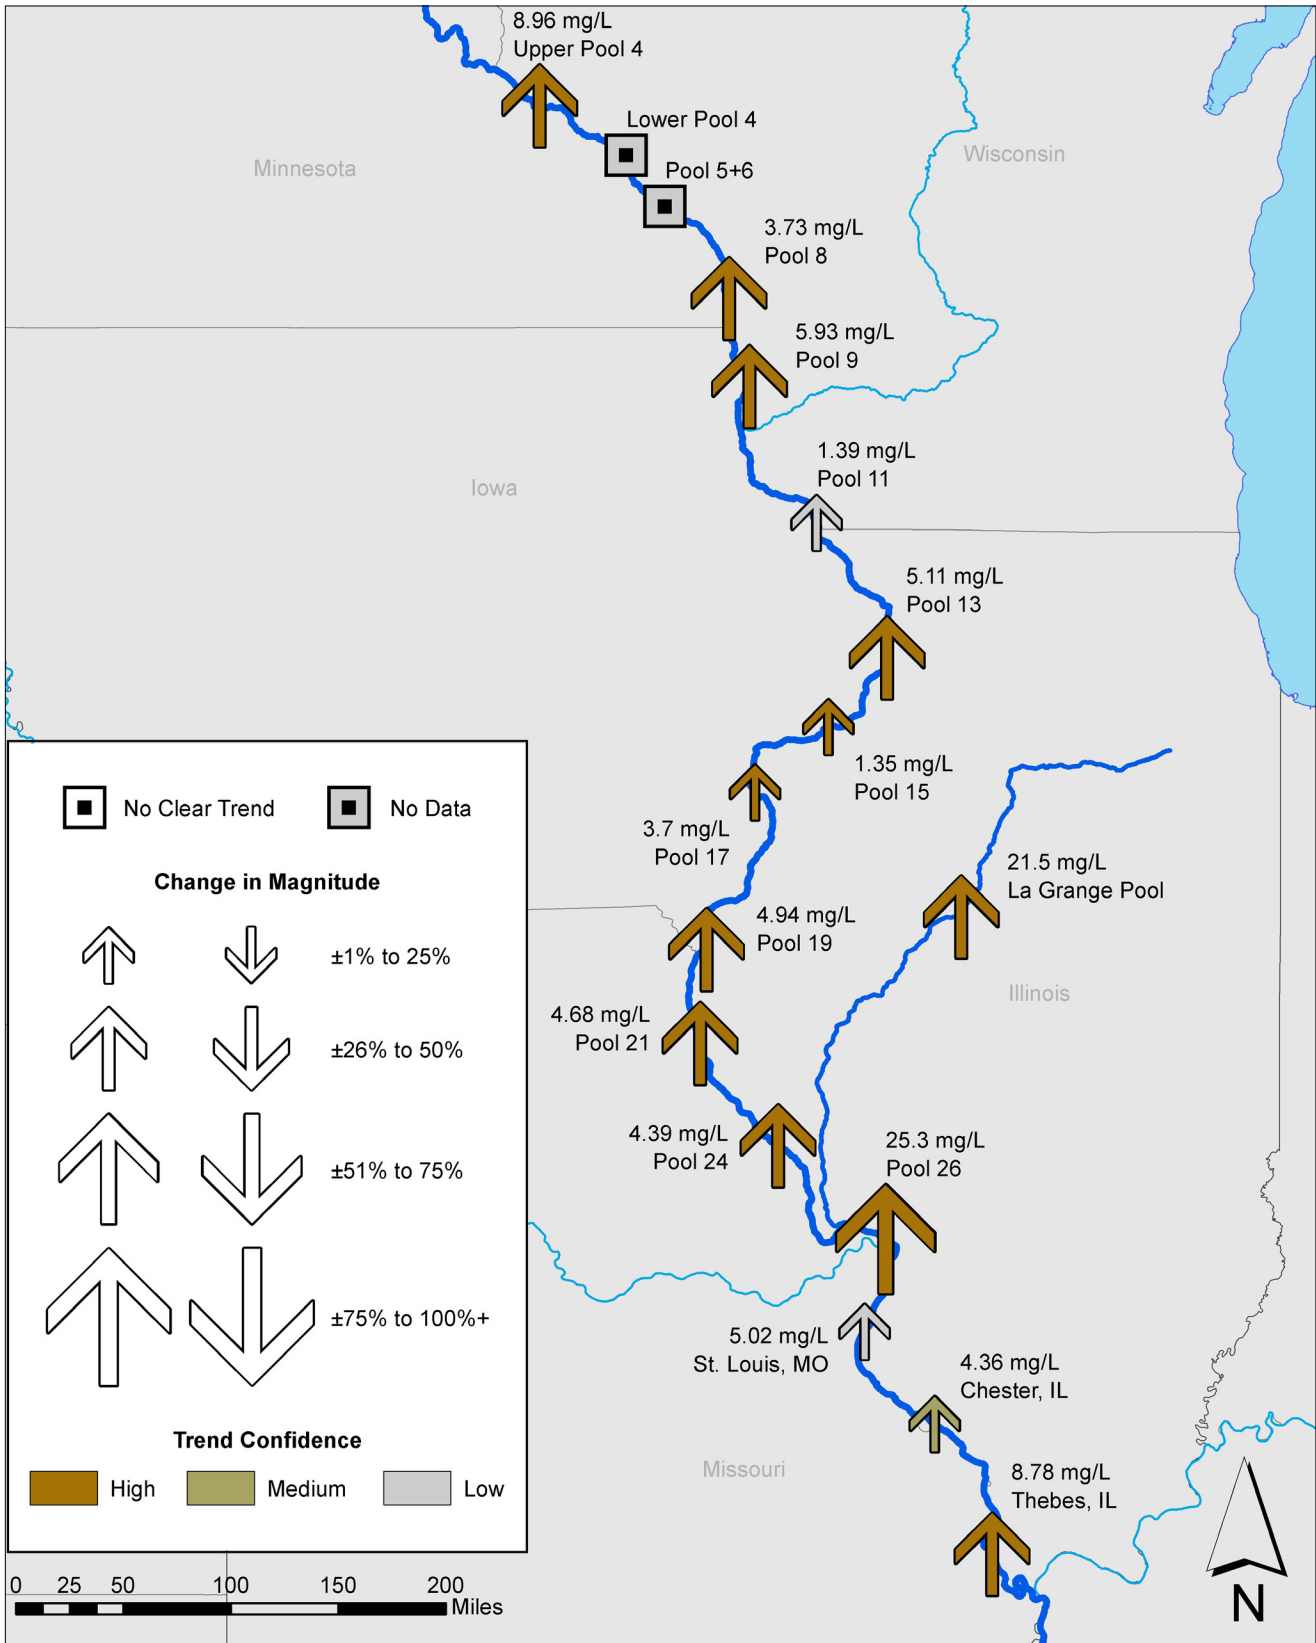 8.96 mg/L
Upper Pool 4
Lower Pool 4
Pool 5+6
Minnesota
Wisconsin
3.73 mg/L
Pool 8
5.93 mg/L
Pool 9
1.39 mg/L
Pool 11
Iowa
5.11 mg/L
Pool 13
1.35 mg/L
Pool 15
3.7 mg/L
Pool 17
21.5 mg/L
La Grange Pool
4.94 mg/L
Pool 19
Illinois
4.68 mg/L
Pool 21
4.39 mg/L
Pool 24
25.3 mg/L
Pool 26
5.02 mg/L
St. Louis, MO
4.36 mg/L
Chester, IL
Missouri
8.78 mg/L
Thebes, IL
No Clear Trend
No Data
Change in Magnitude
±1% to 25%
±26% to 50%
±51% to 75%
±75% to 100%+
Trend Confidence
High
Medium
Low
0 25 50 100 150 200
Miles
N